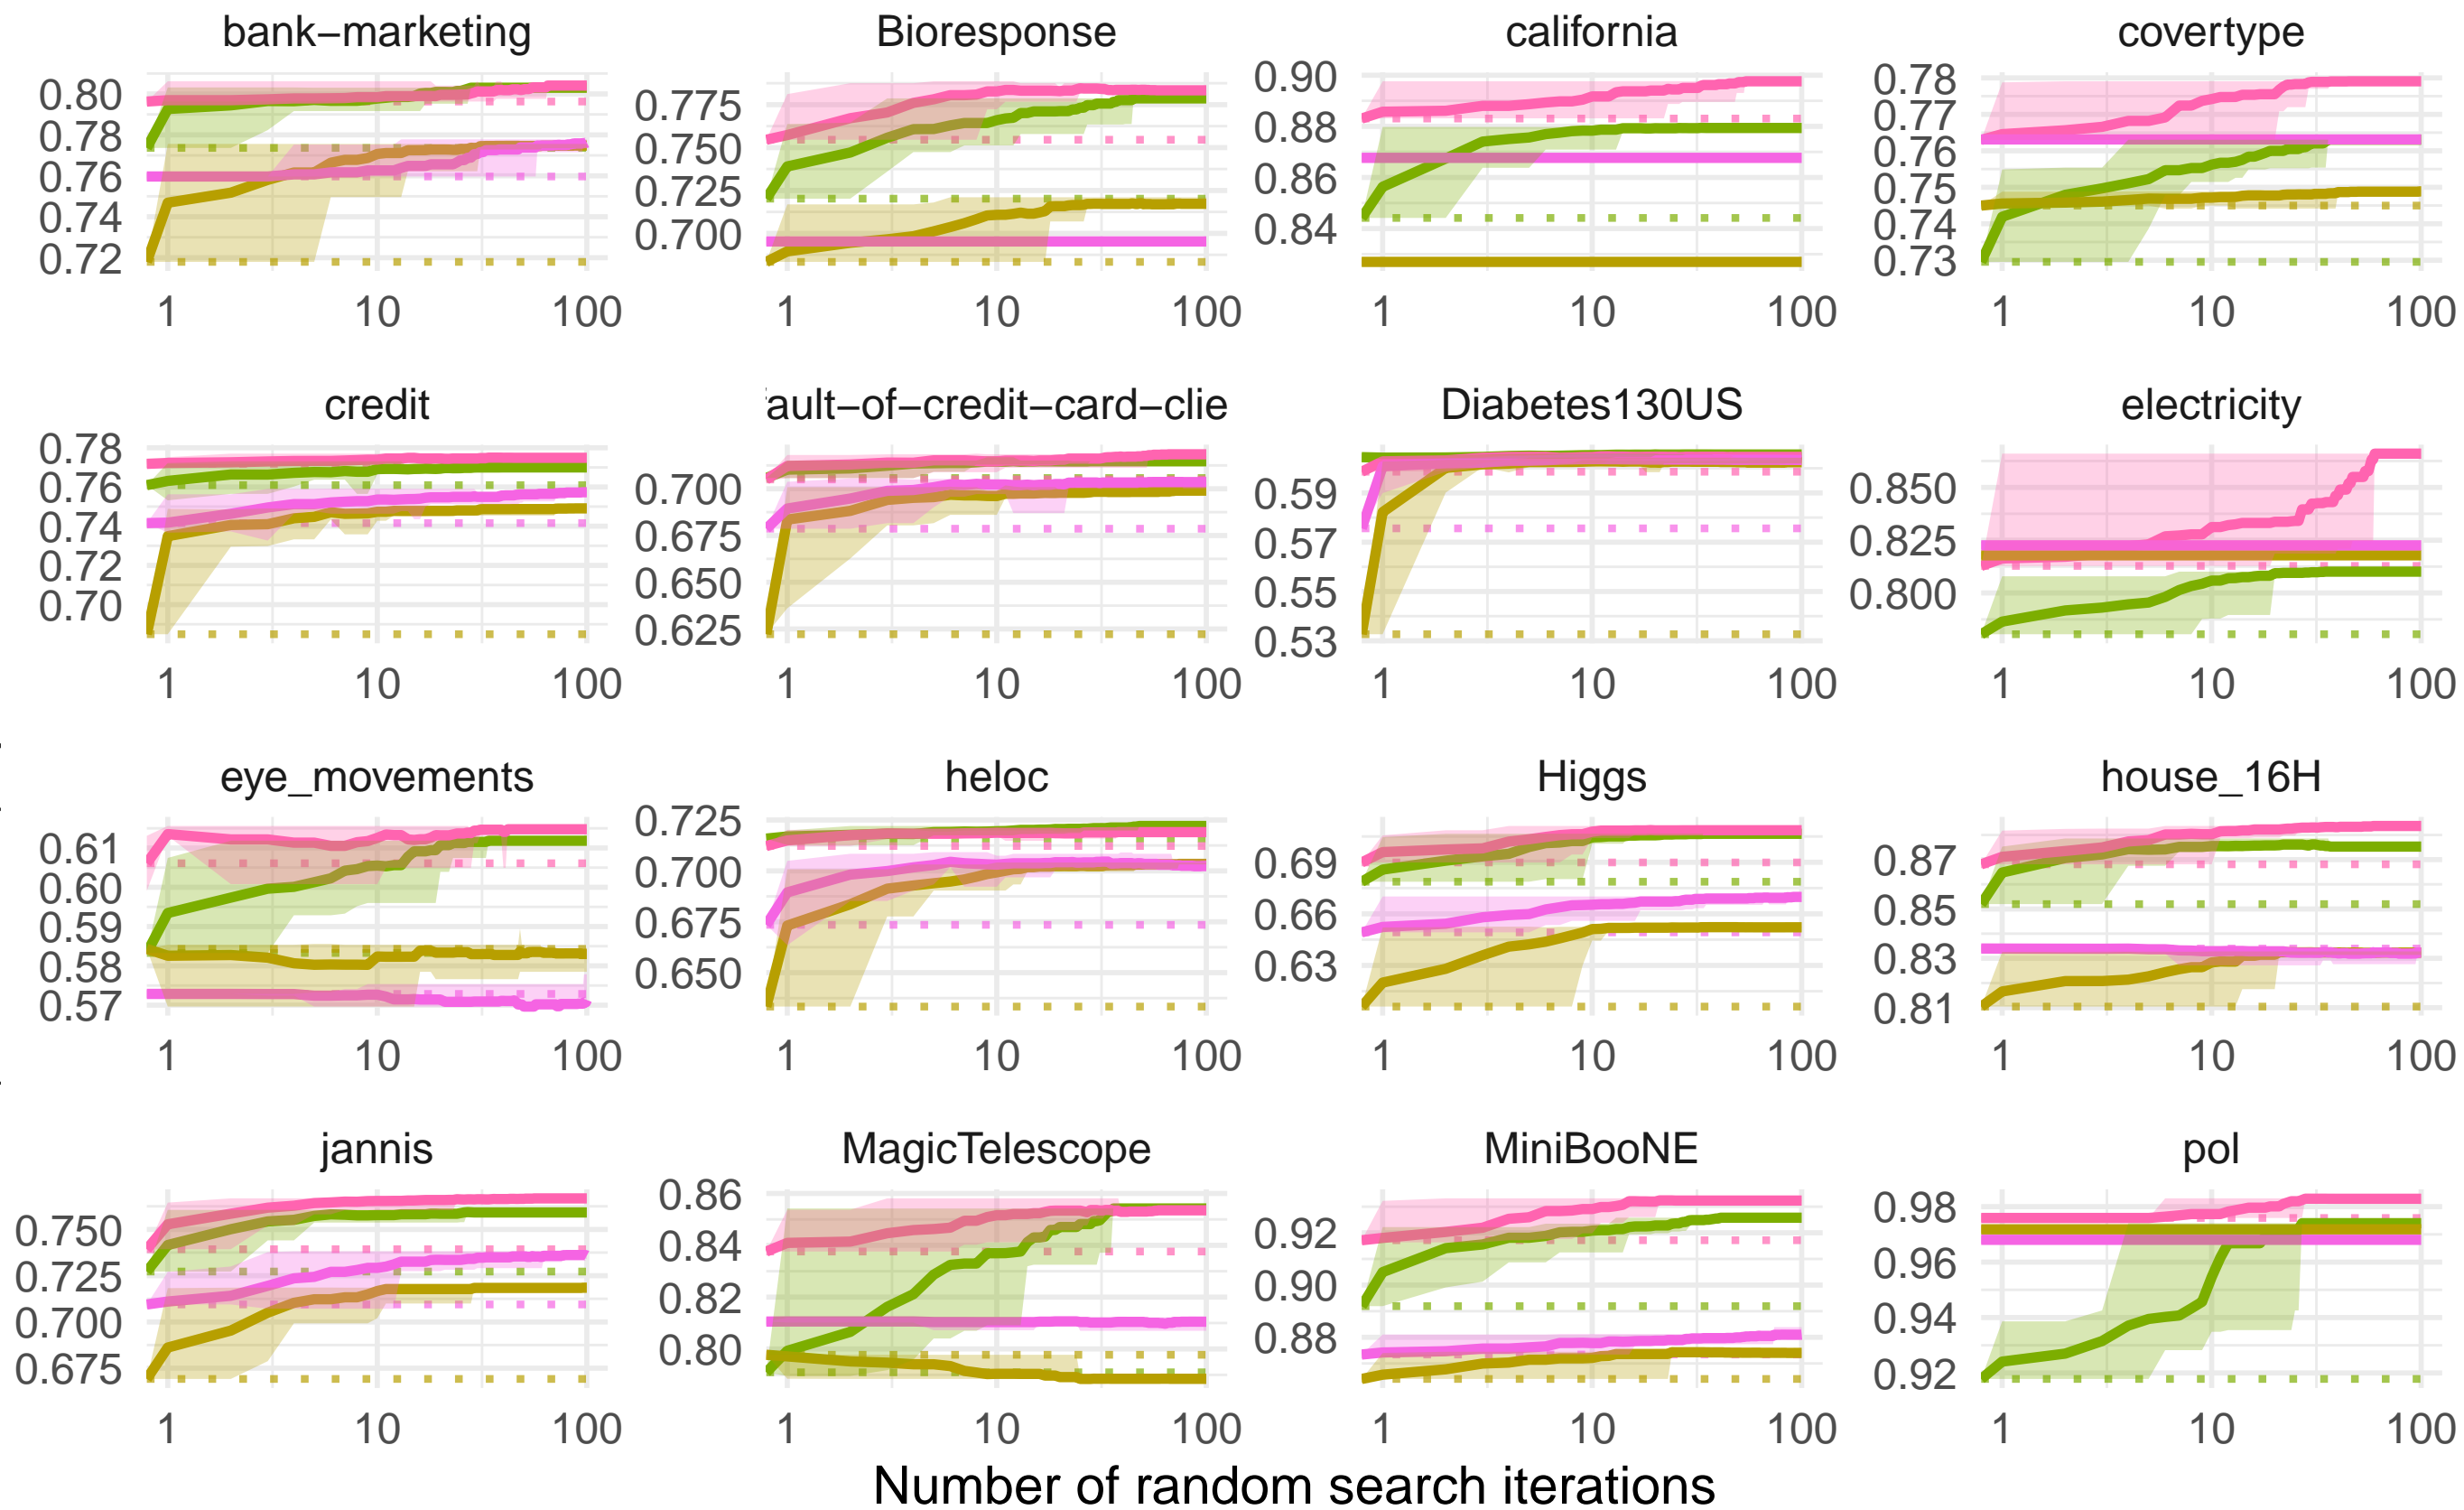 bank−marketing Bioresponse california covertype
0.80 0.78 0.76 0.74 0.72
0.775 0.750 0.725 0.700
0.90 0.88 0.86 0.84
0.78 0.77 0.76 0.75 0.74 0.73
1 10 100 1 10 100 1 10 100 1 10 100
credit ault−of−credit−card−clie Diabetes130US electricity
0.78 0.76 0.74 0.72 0.70
0.700 0.675 0.650 0.625
0.59 0.57 0.55 0.53
0.850 0.825 0.800
1 10 100 1 10 100 1 10 100 1 10 100
eye_movements heloc Higgs house_16H
0.61 0.60 0.59 0.58 0.57
0.725 0.700 0.675 0.650
0.69 0.66 0.63
0.87 0.85 0.83 0.81
1 10 100 1 10 100 1 10 100 1 10 100
jannis MagicTelescope MiniBooNE pol
0.750 0.725 0.700 0.675
0.86 0.84 0.82 0.80
0.92 0.90 0.88
0.98 0.96 0.94 0.92
1 10 100 1 10 100 1 10 100 1 10 100
Number of random search iterations